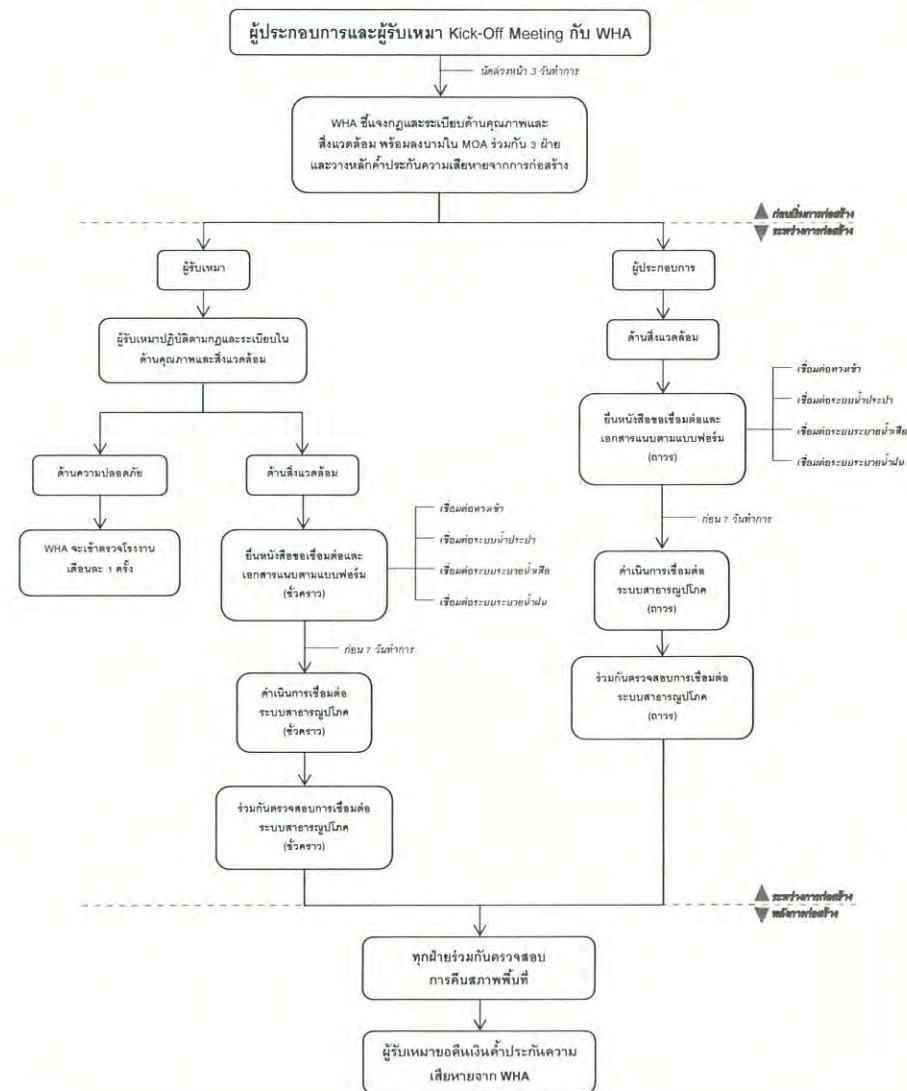 ผู้ประกอบการและผู้รับเหมา Kick-Off Meeting กับ WHA
นัดล่วงหน้า 3 วันทำการ
WHA ชี้แจงกฎและระเบียบด้านคุณภาพและ
สิ่งแวดล้อม พร้อมลงนามใน MOA ร่วมกัน 3 ฝ่าย
และวางหลักค้ำประกันความเสียหายจากการก่อสร้าง
ก่อนเริ่มการก่อสร้าง
ระหว่างการก่อสร้าง
ผู้รับเหมา
ผู้รับเหมาปฏิบัติตามกฎและระเบียบใน
ด้านคุณภาพและสิ่งแวดล้อม
ด้านความปลอดภัย
WHA จะเข้าตรวจโรงงาน
เดือนละ 1 ครั้ง
ด้านสิ่งแวดล้อม
ยื่นหนังสือขอเชื่อมต่อและ
เอกสารแนบตามแบบฟอร์ม
(ชั่วคราว)
เชื่อมต่อทางเข้า
เชื่อมต่อระบบน้ำประปา
เชื่อมต่อระบบระบายน้ำเสีย
เชื่อมต่อระบบระบายน้ำฝน
ก่อน 7 วันทำการ
ดำเนินการเชื่อมต่อ
ระบบสาธารณูปโภค
(ชั่วคราว)
ร่วมกันตรวจสอบการเชื่อมต่อ
ระบบสาธารณูปโภค
(ชั่วคราว)
ผู้ประกอบการ
ด้านสิ่งแวดล้อม
ยื่นหนังสือขอเชื่อมต่อและ
เอกสารแนบตามแบบฟอร์ม
(ถาวร)
เชื่อมต่อทางเข้า
เชื่อมต่อระบบน้ำประปา
เชื่อมต่อระบบระบายน้ำเสีย
เชื่อมต่อระบบระบายน้ำฝน
ก่อน 7 วันทำการ
ดำเนินการเชื่อมต่อ
ระบบสาธารณูปโภค
(ถาวร)
ร่วมกันตรวจสอบการเชื่อมต่อ
ระบบสาธารณูปโภค
(ถาวร)
ระหว่างการก่อสร้าง
หลังการก่อสร้าง
ทุกฝ่ายร่วมกันตรวจสอบ
การคืนสภาพพื้นที่
ผู้รับเหมาขอคืนเงินค้ำประกันความ
เสียหายจาก WHA